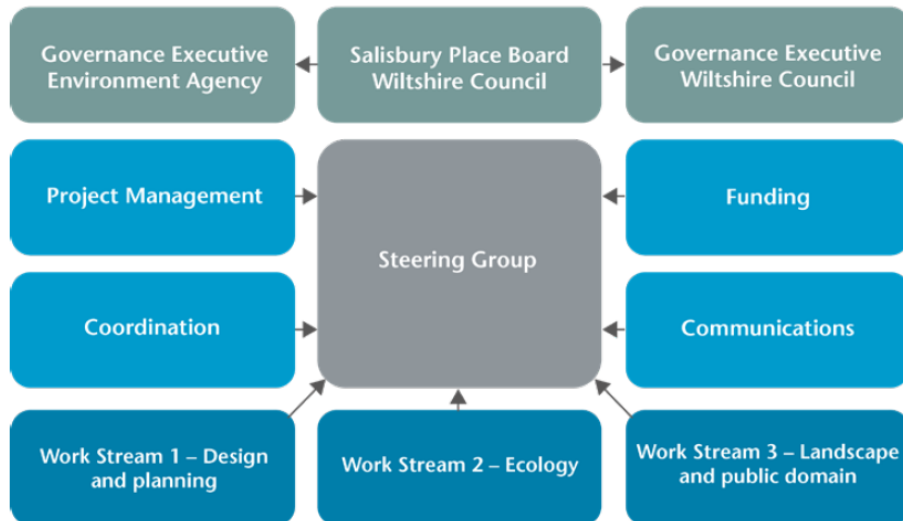 Governance Executive
Environment Agency
Salisbury Place Board
Wiltshire Council
Governance Executive
Wiltshire Council
Project Management
Steering Group
Funding
Coordination
Communications
Work Stream 1 – Design
and planning
Work Stream 2 – Ecology
Work Stream 3 – Landscape
and public domain